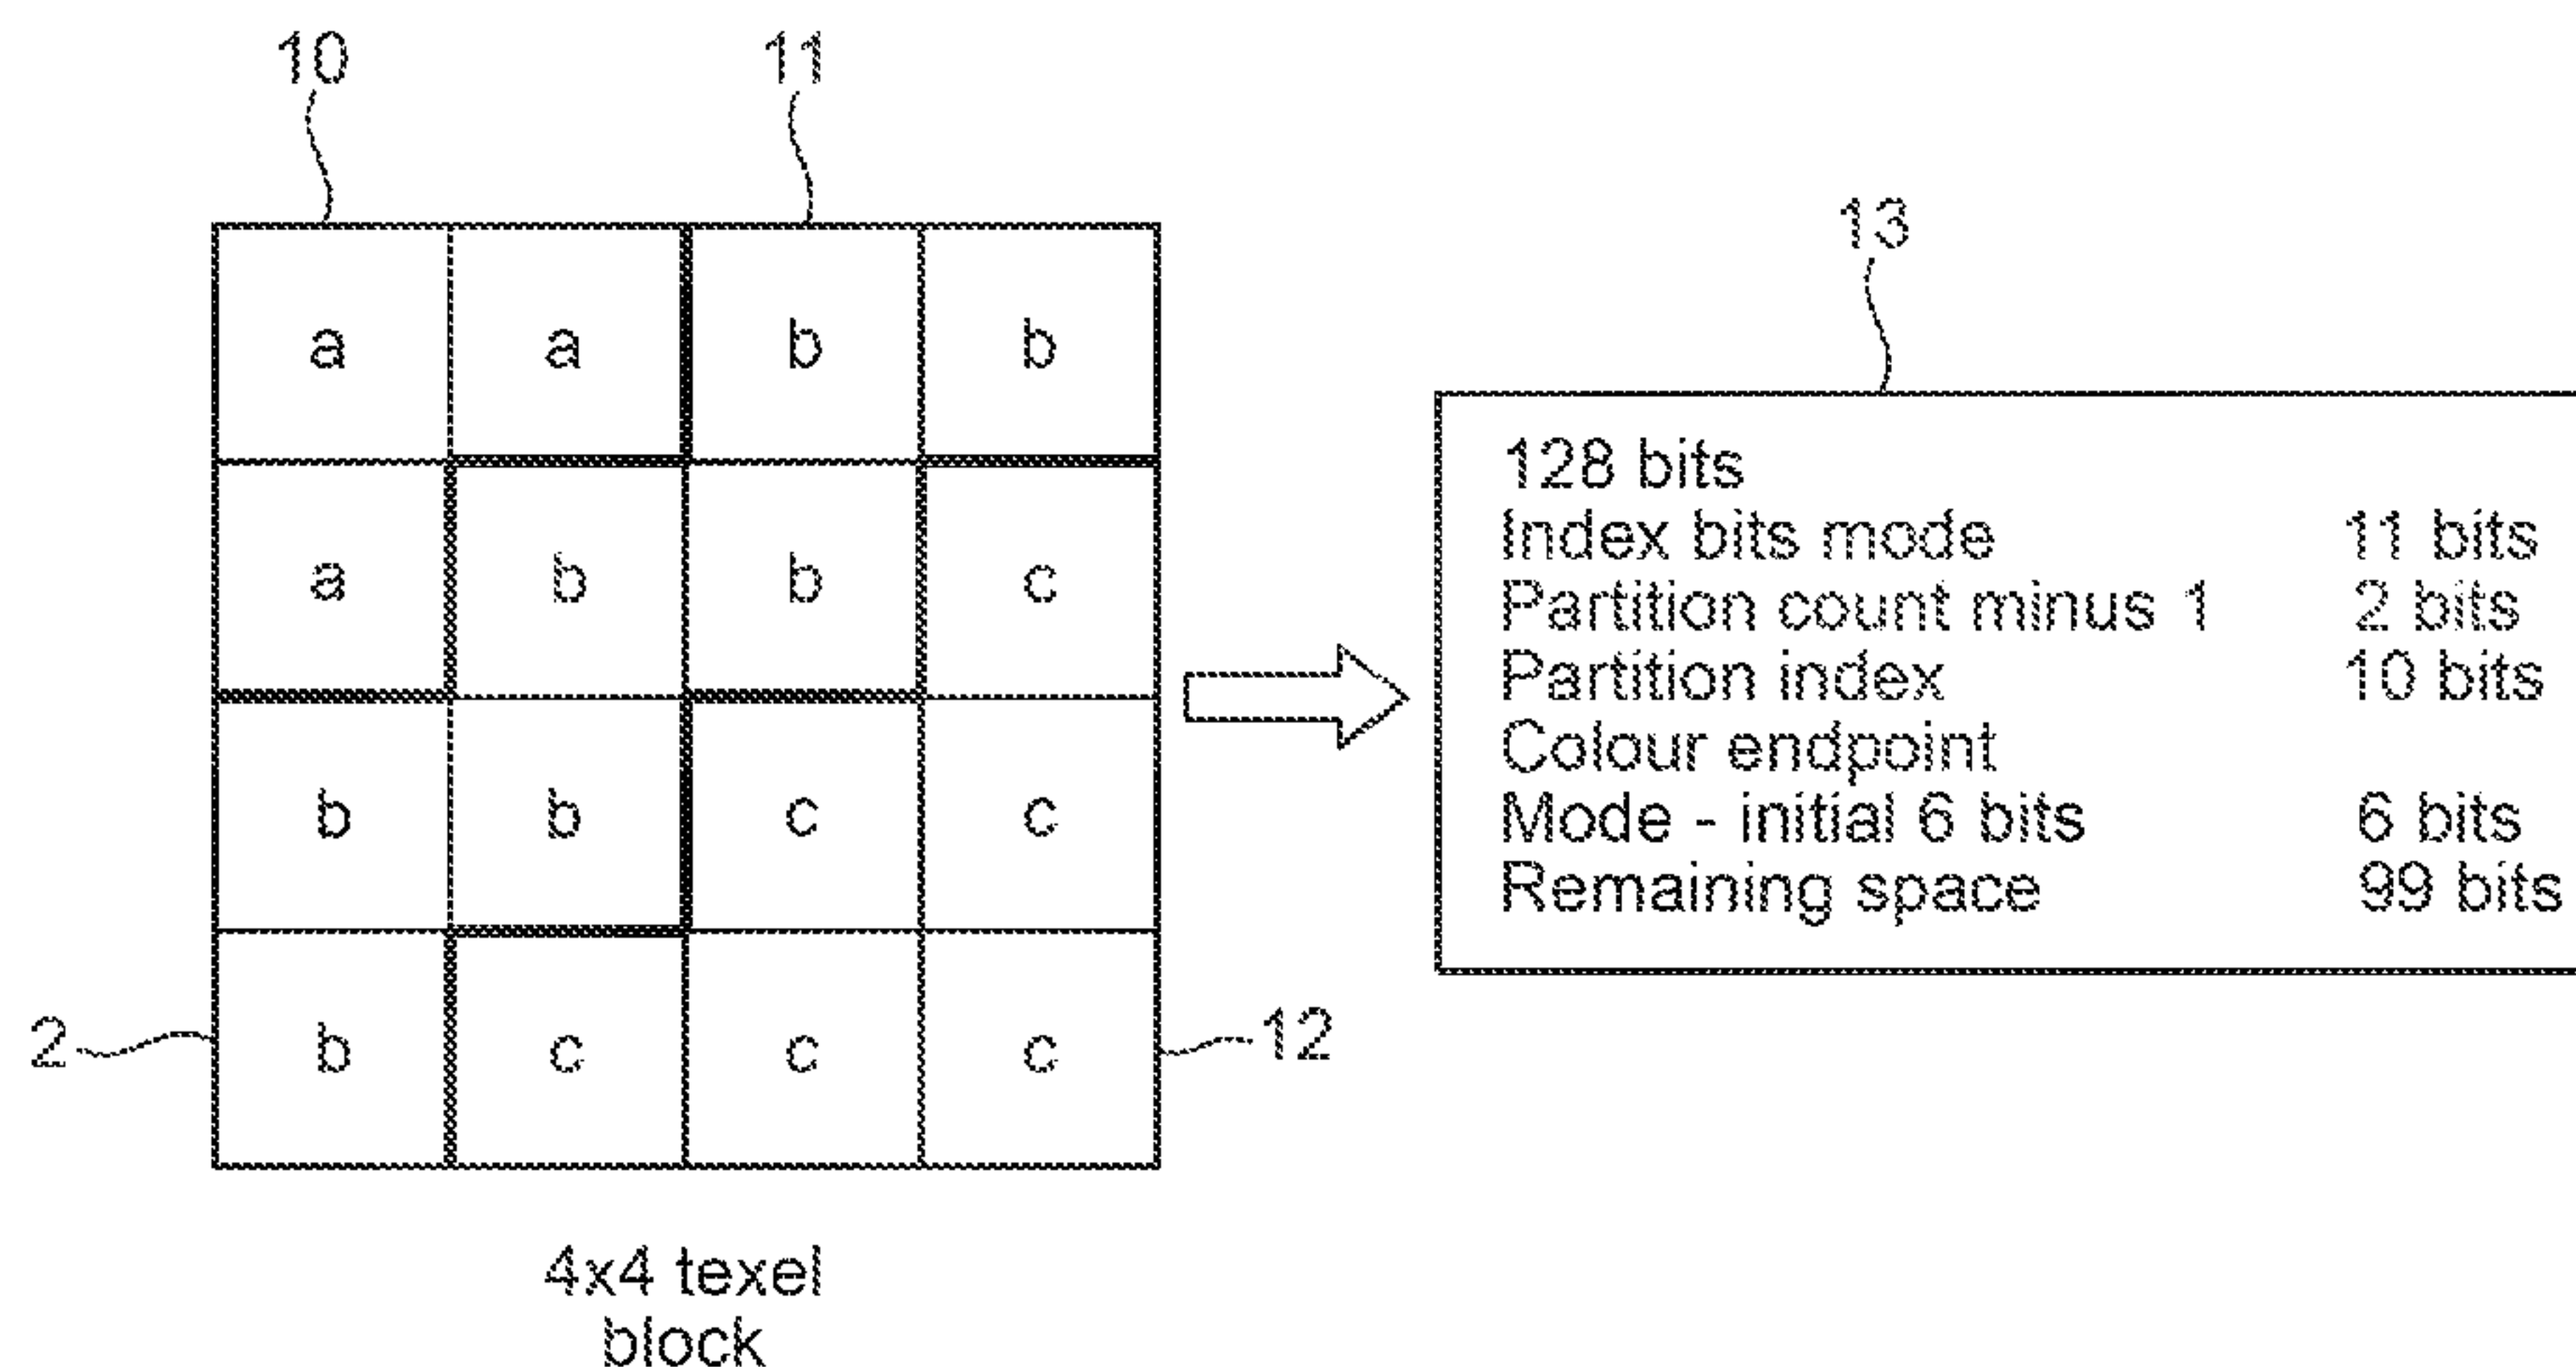 10 11
13
a a b b
a b b c
b b c c
b c c c
2
12
128 bits
Index bits mode 11 bits
Partition count minus 1 2 bits
Partition index 10 bits
Colour endpoint
Mode - initial 6 bits 6 bits
Remaining space 99 bits
4x4 texel
block